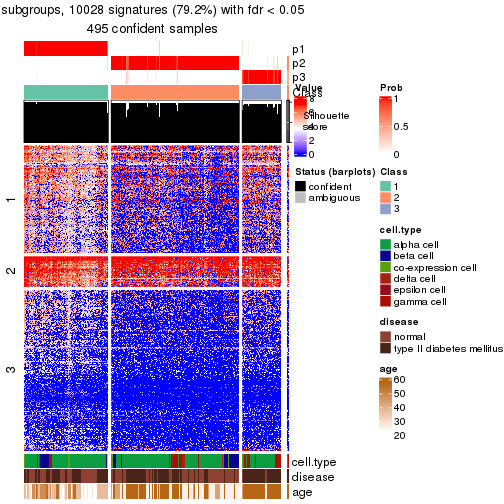 subgroups, 10028 signatures (79.2%) with fdr < 0.05
495 confident samples
p1
p2
p3
Class
Silhouette
score
1
2
3
cell.type
disease
age
Value
8
6
4
2
0
Status (barplots)
confident
ambiguous
Prob
1
0.5
0
Class
1
2
3
cell.type
alpha cell
beta cell
co-expression cell
delta cell
epsilon cell
gamma cell
disease
normal
type II diabetes mellitus
age
60
50
40
30
20